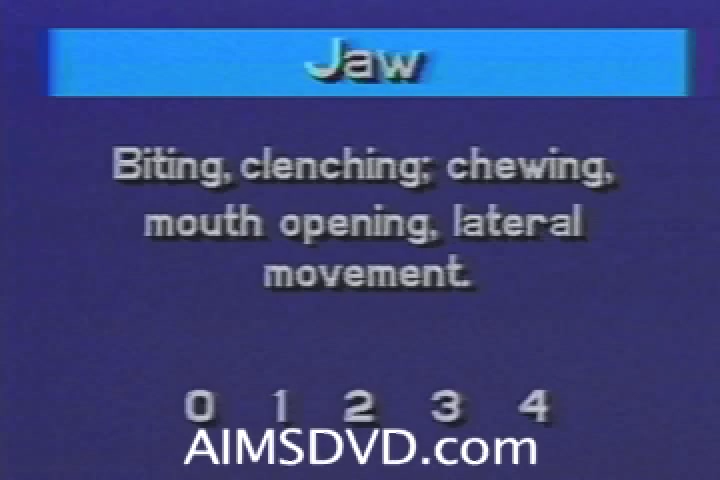 Jaw
Biting, clenching; chewing,
mouth opening, lateral
movement.
0 1 2 3 4
AIMSDVD.com